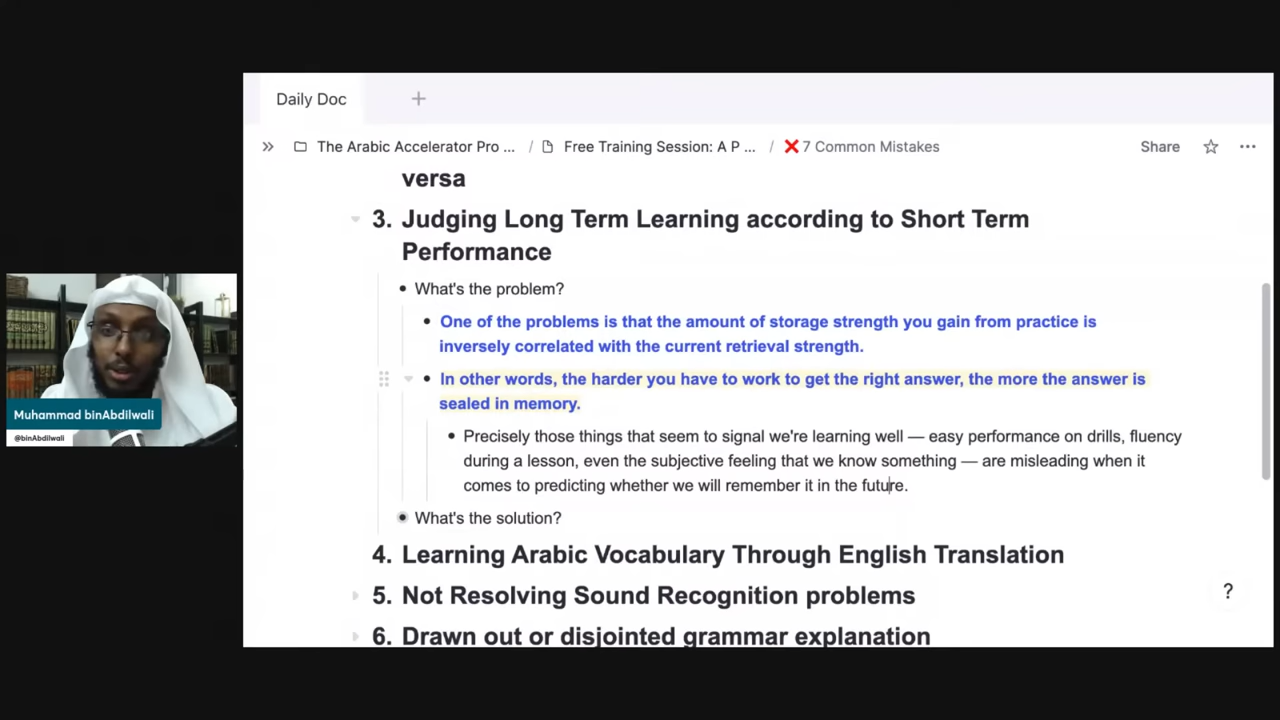 Daily Doc +
» The Arabic Accelerator Pro ... / Free Training Session: A P ... / ❌ 7 Common Mistakes Share
versa
3. Judging Long Term Learning according to Short Term
Performance
• What's the problem?
• One of the problems is that the amount of storage strength you gain from practice is
inversely correlated with the current retrieval strength.
• In other words, the harder you have to work to get the right answer, the more the answer is
sealed in memory.
• Precisely those things that seem to signal we're learning well — easy performance on drills, fluency
during a lesson, even the subjective feeling that we know something — are misleading when it
comes to predicting whether we will remember it in the future.
• What's the solution?
4. Learning Arabic Vocabulary Through English Translation
5. Not Resolving Sound Recognition problems
6. Drawn out or disjointed grammar explanation
?
Muhammad binAbdilwali
@binAbdilwali